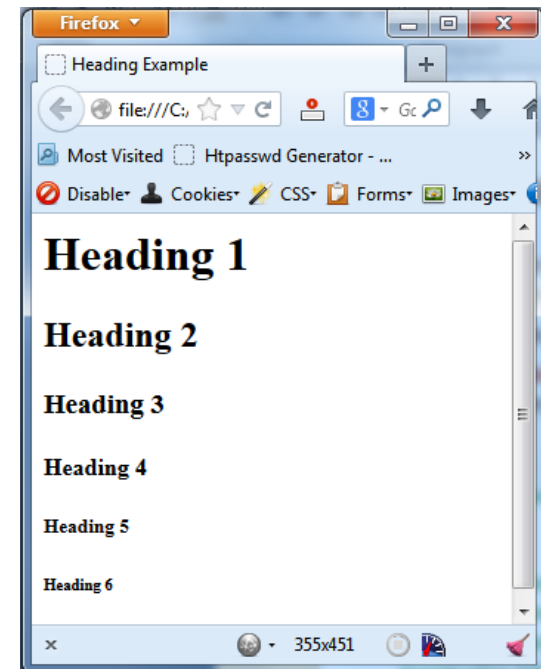 Firefox
Heading Example
file:///C:,
Gc
Most Visited Htpasswd Generator - ... »
Disable Cookies CSS Forms Images
Heading 1
Heading 2
Heading 3
Heading 4
Heading 5
Heading 6
x 355x451